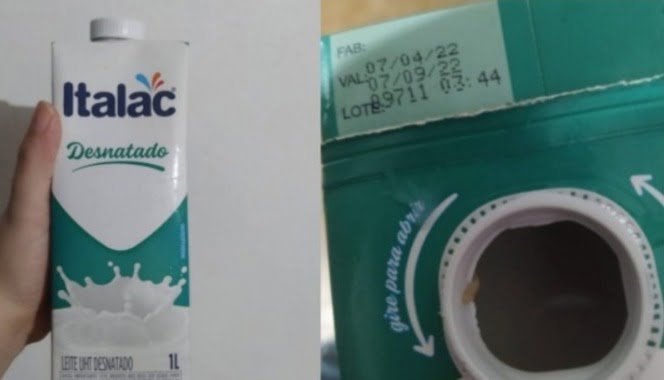 Italac
Desnatado
LEITE UHT DESNATADO 1L
FAB: 07/04/22
VAL: 07/09/22
LOTE: 09711 03:44
gire para abrir